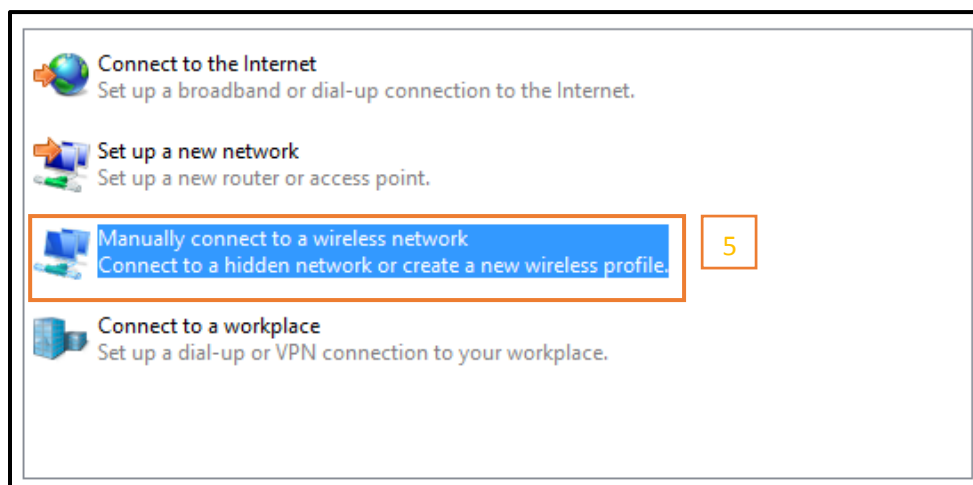 Connect to the Internet
Set up a broadband or dial-up connection to the Internet.
Set up a new network
Set up a new router or access point.
Manually connect to a wireless network
Connect to a hidden network or create a new wireless profile.
5
Connect to a workplace
Set up a dial-up or VPN connection to your workplace.